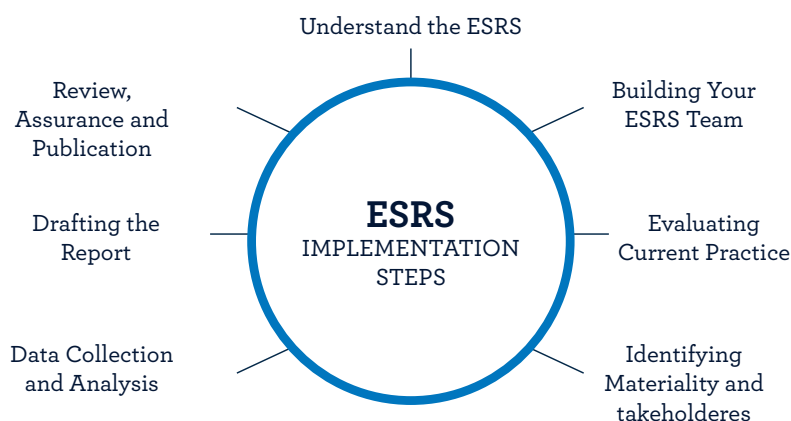 Understand the ESRS
Building Your
ESRS Team
Evaluating
Current Practice
Identifying
Materiality and
takeholderes
Data Collection
and Analysis
Drafting the
Report
Review,
Assurance and
Publication
ESRS
IMPLEMENTATION
STEPS